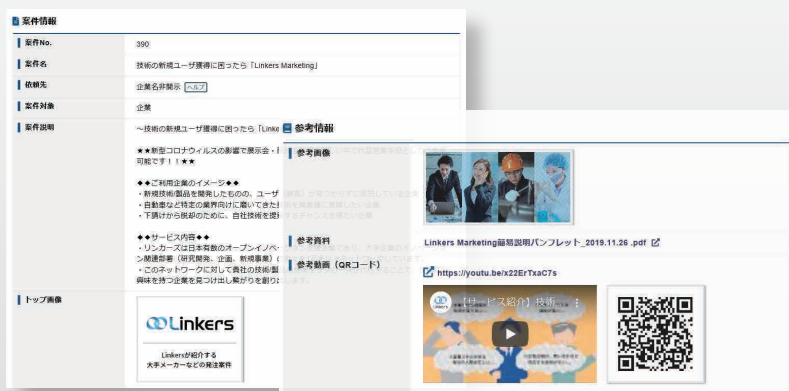 案件情報
案件No.
390
案件名
技術の新規ユーザ獲得に困ったら「Linkers Marketing」
依頼先
企業名非開示 ヘルプ
案件対象
企業
案件説明
～技術の新規ユーザ獲得に困ったら「Linke
★★新型コロナウィルスの影響で展示会・
可能です！！★★
◆◆ご利用企業のイメージ◆◆
・新規技術/製品を開発したものの、ユーザ
・自動車など特定の業界向けに磨いてきた
・下請けから脱却のために、自社技術を提
◆◆サービス内容◆◆
・リンカーズは日本有数のオープンイノベ
ン関連部署（研究開発、企画、新規事業）
・このネットワークに対して貴社の技術/製
興味を持つ企業を見つけ出し繋がりを創り
トップ画像
Linkers
Linkersが紹介する
大手メーカーなどの発注案件
参考情報
参考画像
参考資料
Linkers Marketing簡易説明パンフレット_2019.11.26 .pdf
参考動画（QRコード）
https://youtu.be/x22ErTxaC7s
【サービス紹介】技術